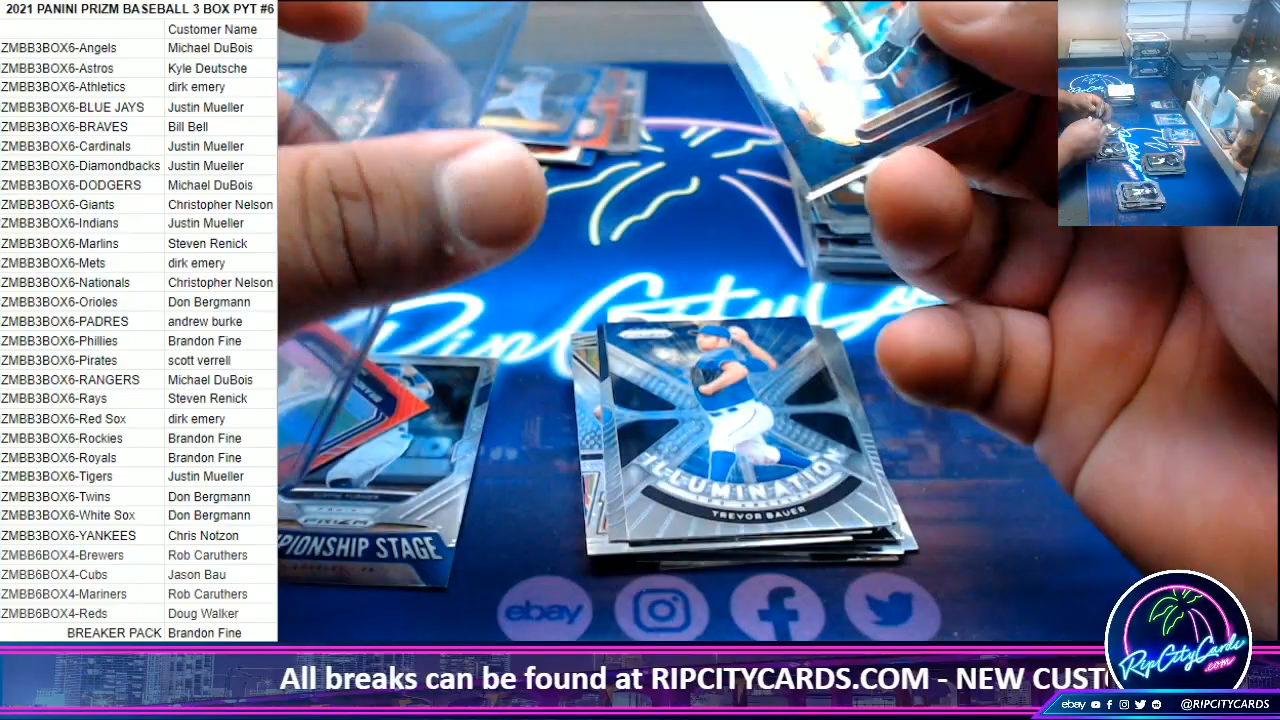 2021 PANINI PRIZM BASEBALL 3 BOX PYT #6
Customer Name
ZMBB3BOX6-Angels Michael DuBois
ZMBB3BOX6-Astros Kyle Deutsche
ZMBB3BOX6-Athletics dirk emery
ZMBB3BOX6-BLUE JAYS Justin Mueller
ZMBB3BOX6-BRAVES Bill Bell
ZMBB3BOX6-Cardinals Justin Mueller
ZMBB3BOX6-Diamondbacks Justin Mueller
ZMBB3BOX6-DODGERS Michael DuBois
ZMBB3BOX6-Giants Christopher Nelson
ZMBB3BOX6-Indians Justin Mueller
ZMBB3BOX6-Marlins Steven Renick
ZMBB3BOX6-Mets dirk emery
ZMBB3BOX6-Nationals Christopher Nelson
ZMBB3BOX6-Orioles Don Bergmann
ZMBB3BOX6-PADRES andrew burke
ZMBB3BOX6-Phillies Brandon Fine
ZMBB3BOX6-Pirates scott verrell
ZMBB3BOX6-RANGERS Michael DuBois
ZMBB3BOX6-Rays Steven Renick
ZMBB3BOX6-Red Sox dirk emery
ZMBB3BOX6-Rockies Brandon Fine
ZMBB3BOX6-Royals Brandon Fine
ZMBB3BOX6-Tigers Justin Mueller
ZMBB3BOX6-Twins Don Bergmann
ZMBB3BOX6-White Sox Don Bergmann
ZMBB3BOX6-YANKEES Chris Notzon
ZMBB6BOX4-Brewers Rob Caruthers
ZMBB6BOX4-Cubs Jason Bau
ZMBB6BOX4-Mariners Rob Caruthers
ZMBB6BOX4-Reds Doug Walker
BREAKER PACK Brandon Fine
ILLUMINATION
TREVOR BAUER
PRIZM
PIONSHIP STAGE
ebay
All breaks can be found at RIPCITYCARDS.COM - NEW CUST
RipCityCards
.com
ebay @RIPCITYCARDS